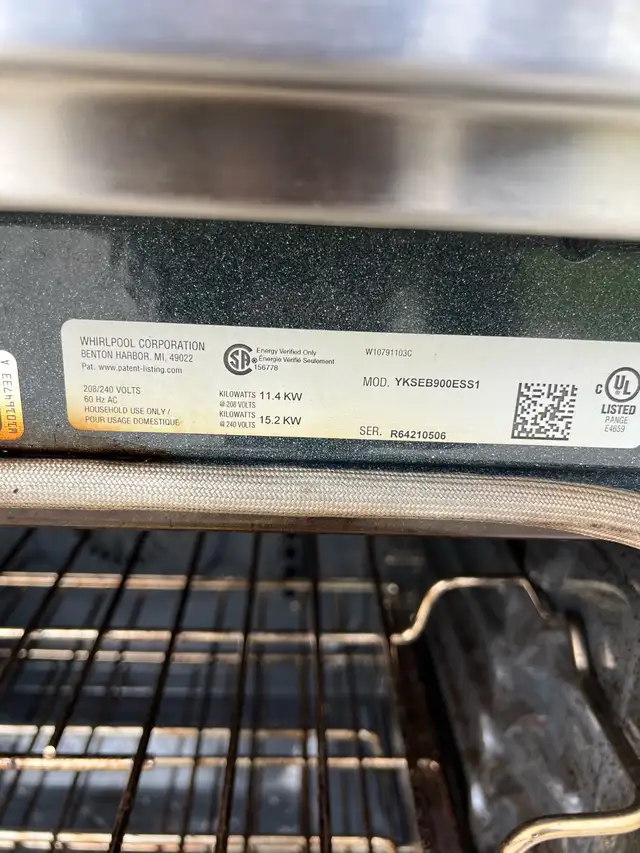 WHIRLPOOL CORPORATION
BENTON HARBOR. MI, 49022
Pat. www.patent-listing.com
208/240 VOLTS
60 Hz AC
HOUSEHOLD USE ONLY /
POUR USAGE DOMESTIQUE
Energy Verified Only
Énergie Vérifié Seulement
156778
KILOWATTS 11.4 KW
@ 208 VOLTS
KILOWATTS 15.2 KW
@ 240 VOLTS
W10791103C
MOD. YKSEB900ESS1
SER. R64210506
C UL
LISTED
RANGE
E4659